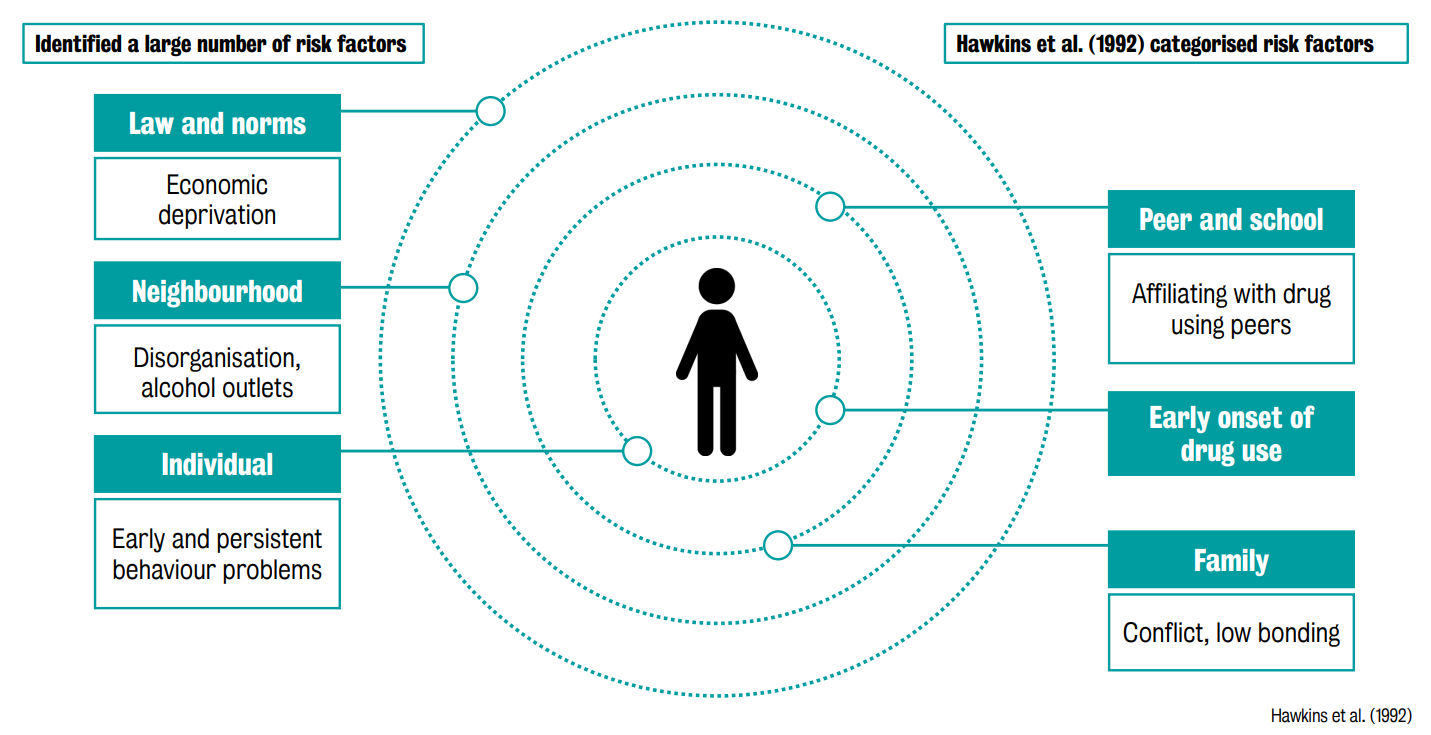 Identified a large number of risk factors
Hawkins et al. (1992) categorised risk factors
Law and norms
Economic
deprivation
Neighbourhood
Disorganisation,
alcohol outlets
Individual
Early and persistent
behaviour problems
Peer and school
Affiliating with drug
using peers
Early onset of
drug use
Family
Conflict, low bonding
Hawkins et al. (1992)